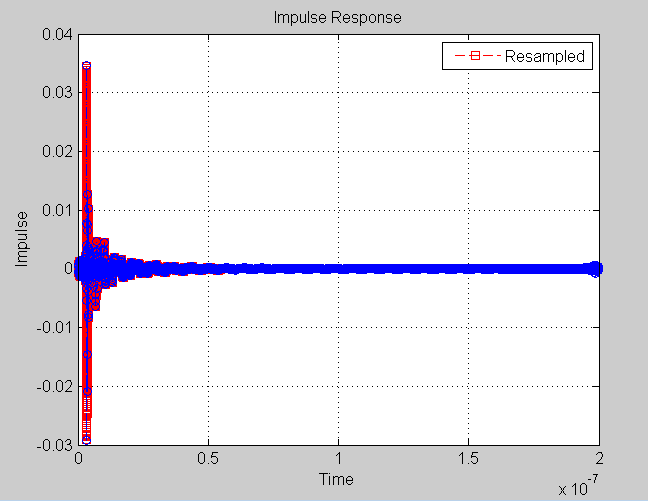 Impulse Response
Resampled
0.04
0.03
0.02
0.01
0
-0.01
-0.02
-0.03
Impulse
0 0.5 1 1.5 2
Time
x 10^-7